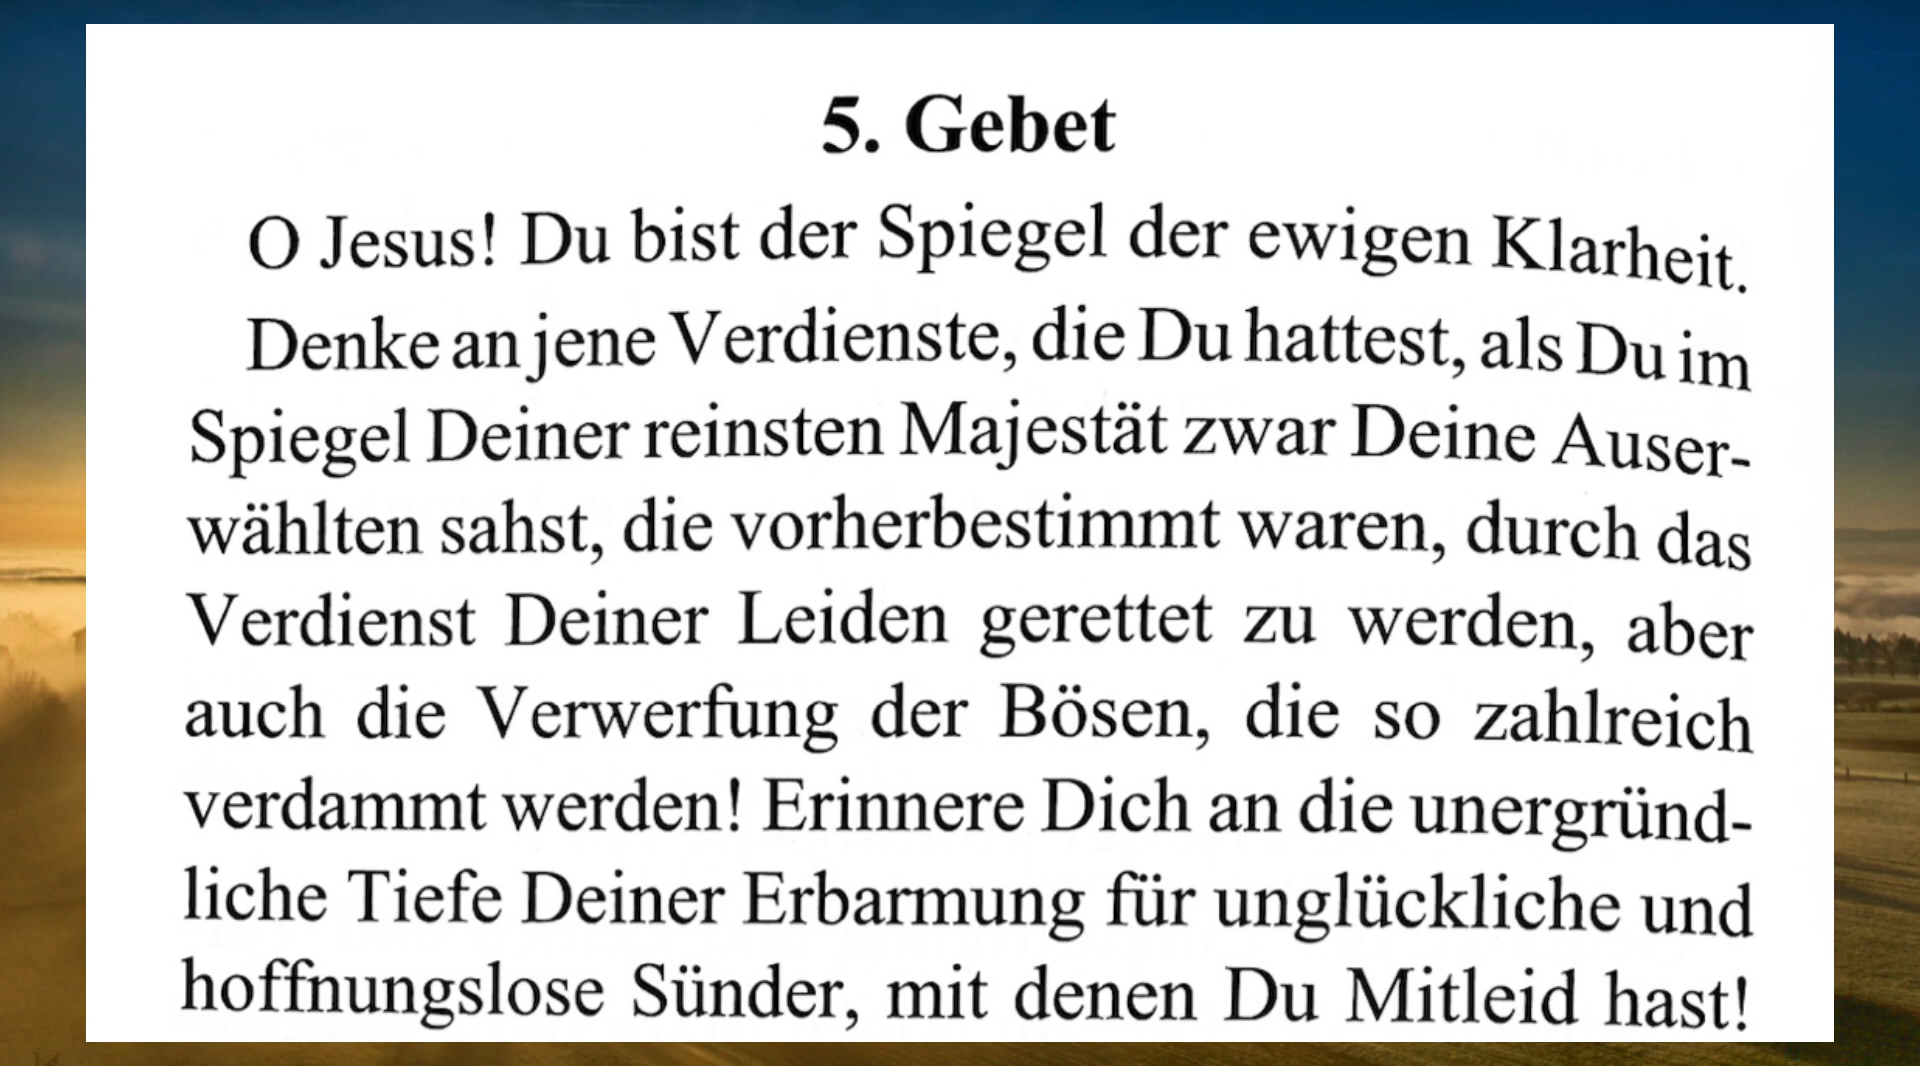 5. Gebet
O Jesus! Du bist der Spiegel der ewigen Klarheit.
Denke an jene Verdienste, die Du hattest, als Du im
Spiegel Deiner reinsten Majestät zwar Deine Auser-
wählten sahst, die vorherbestimmt waren, durch das
Verdienst Deiner Leiden gerettet zu werden, aber
auch die Verwerfung der Bösen, die so zahlreich
verdammt werden! Erinnere Dich an die unergründ-
liche Tiefe Deiner Erbarmung für unglückliche und
hoffnungslose Sünder, mit denen Du Mitleid hast!